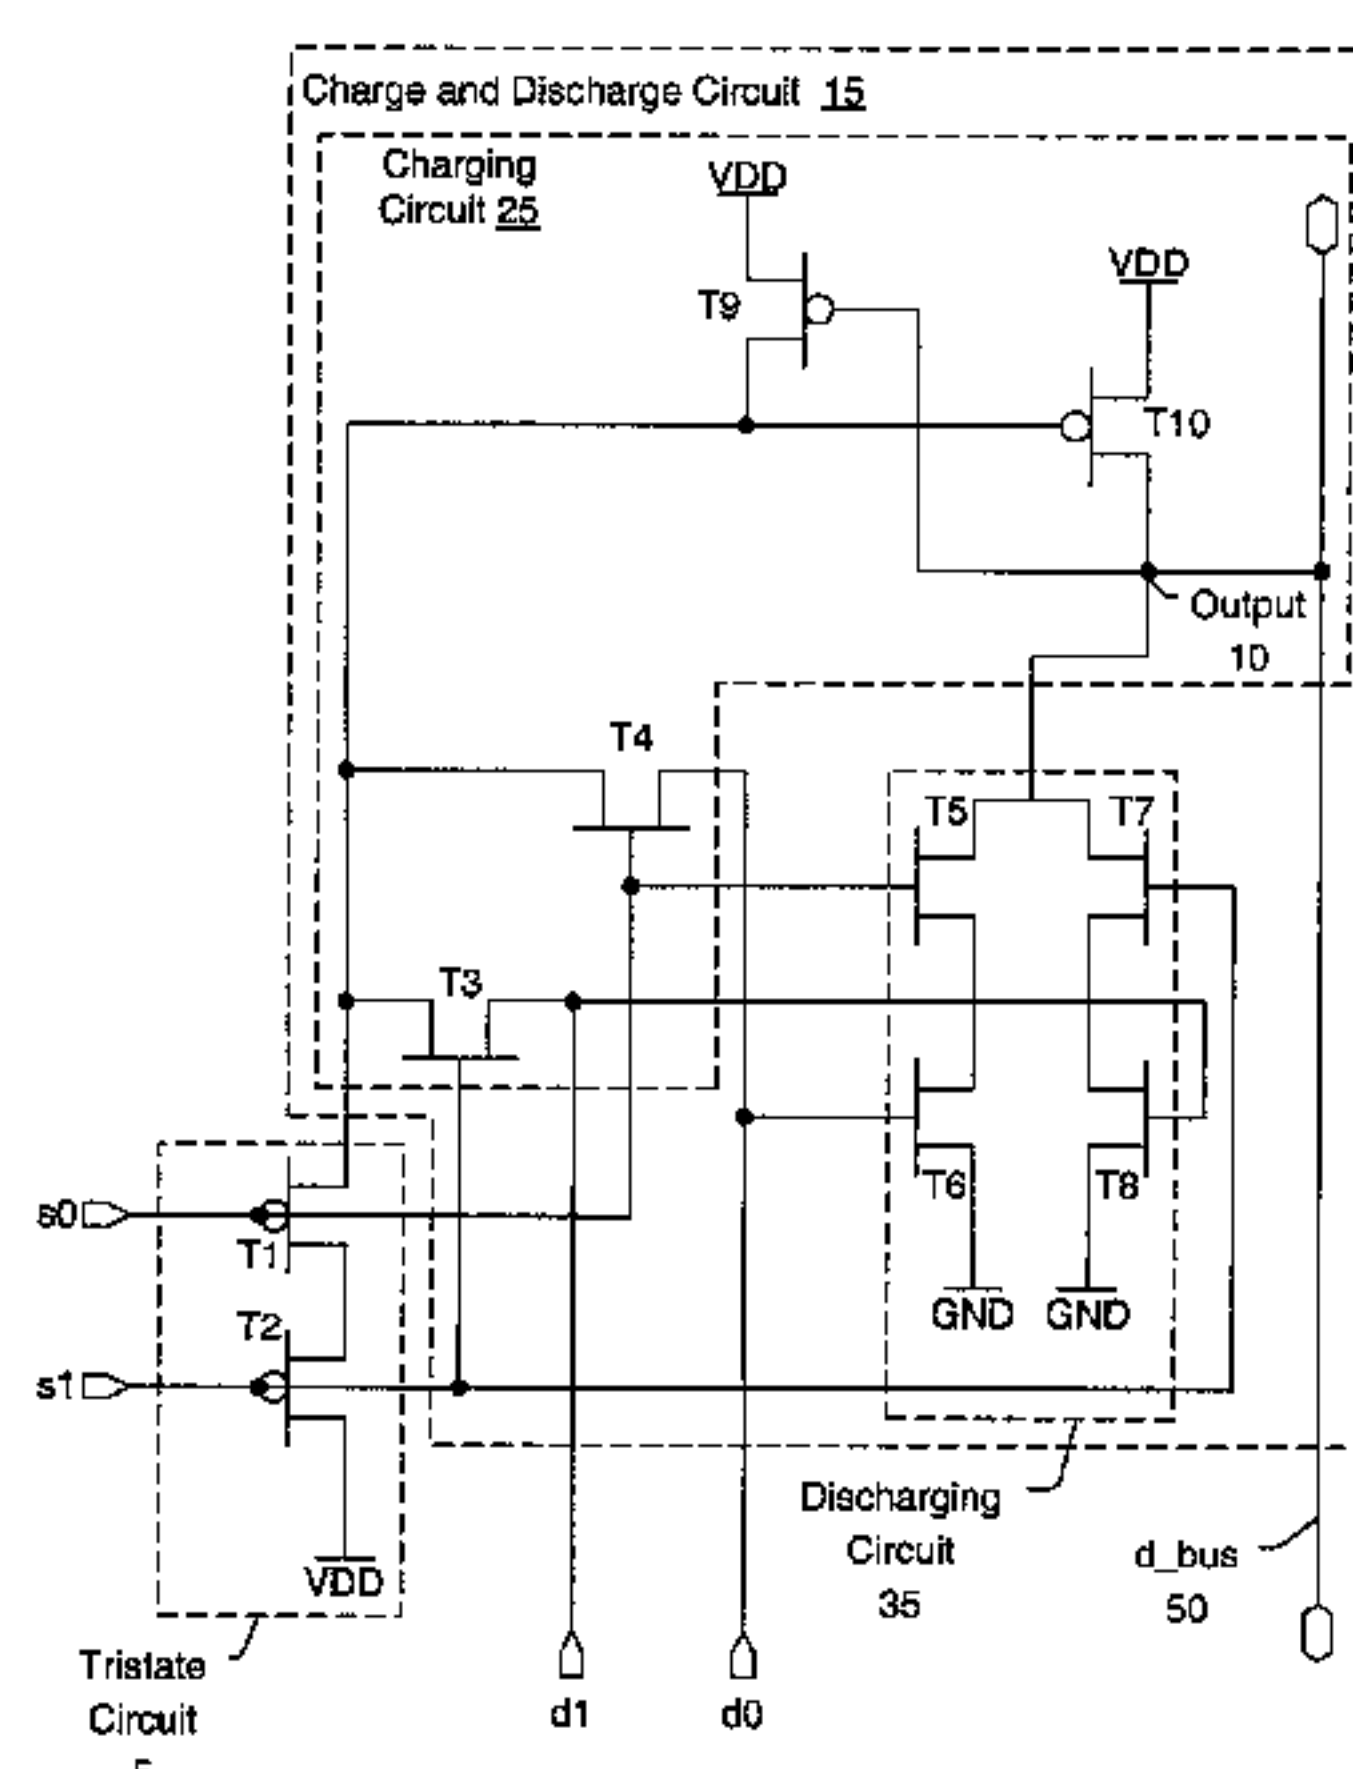 Charge and Discharge Circuit 15
Charging
Circuit 25
VDD
VDD
T9
T10
Output
10
T4
T5
T7
T3
T6
T8
s0
T1
T2
GND
GND
s1
VDD
Discharging
Circuit
35
d_bus
50
Tristate
Circuit
d1
d0